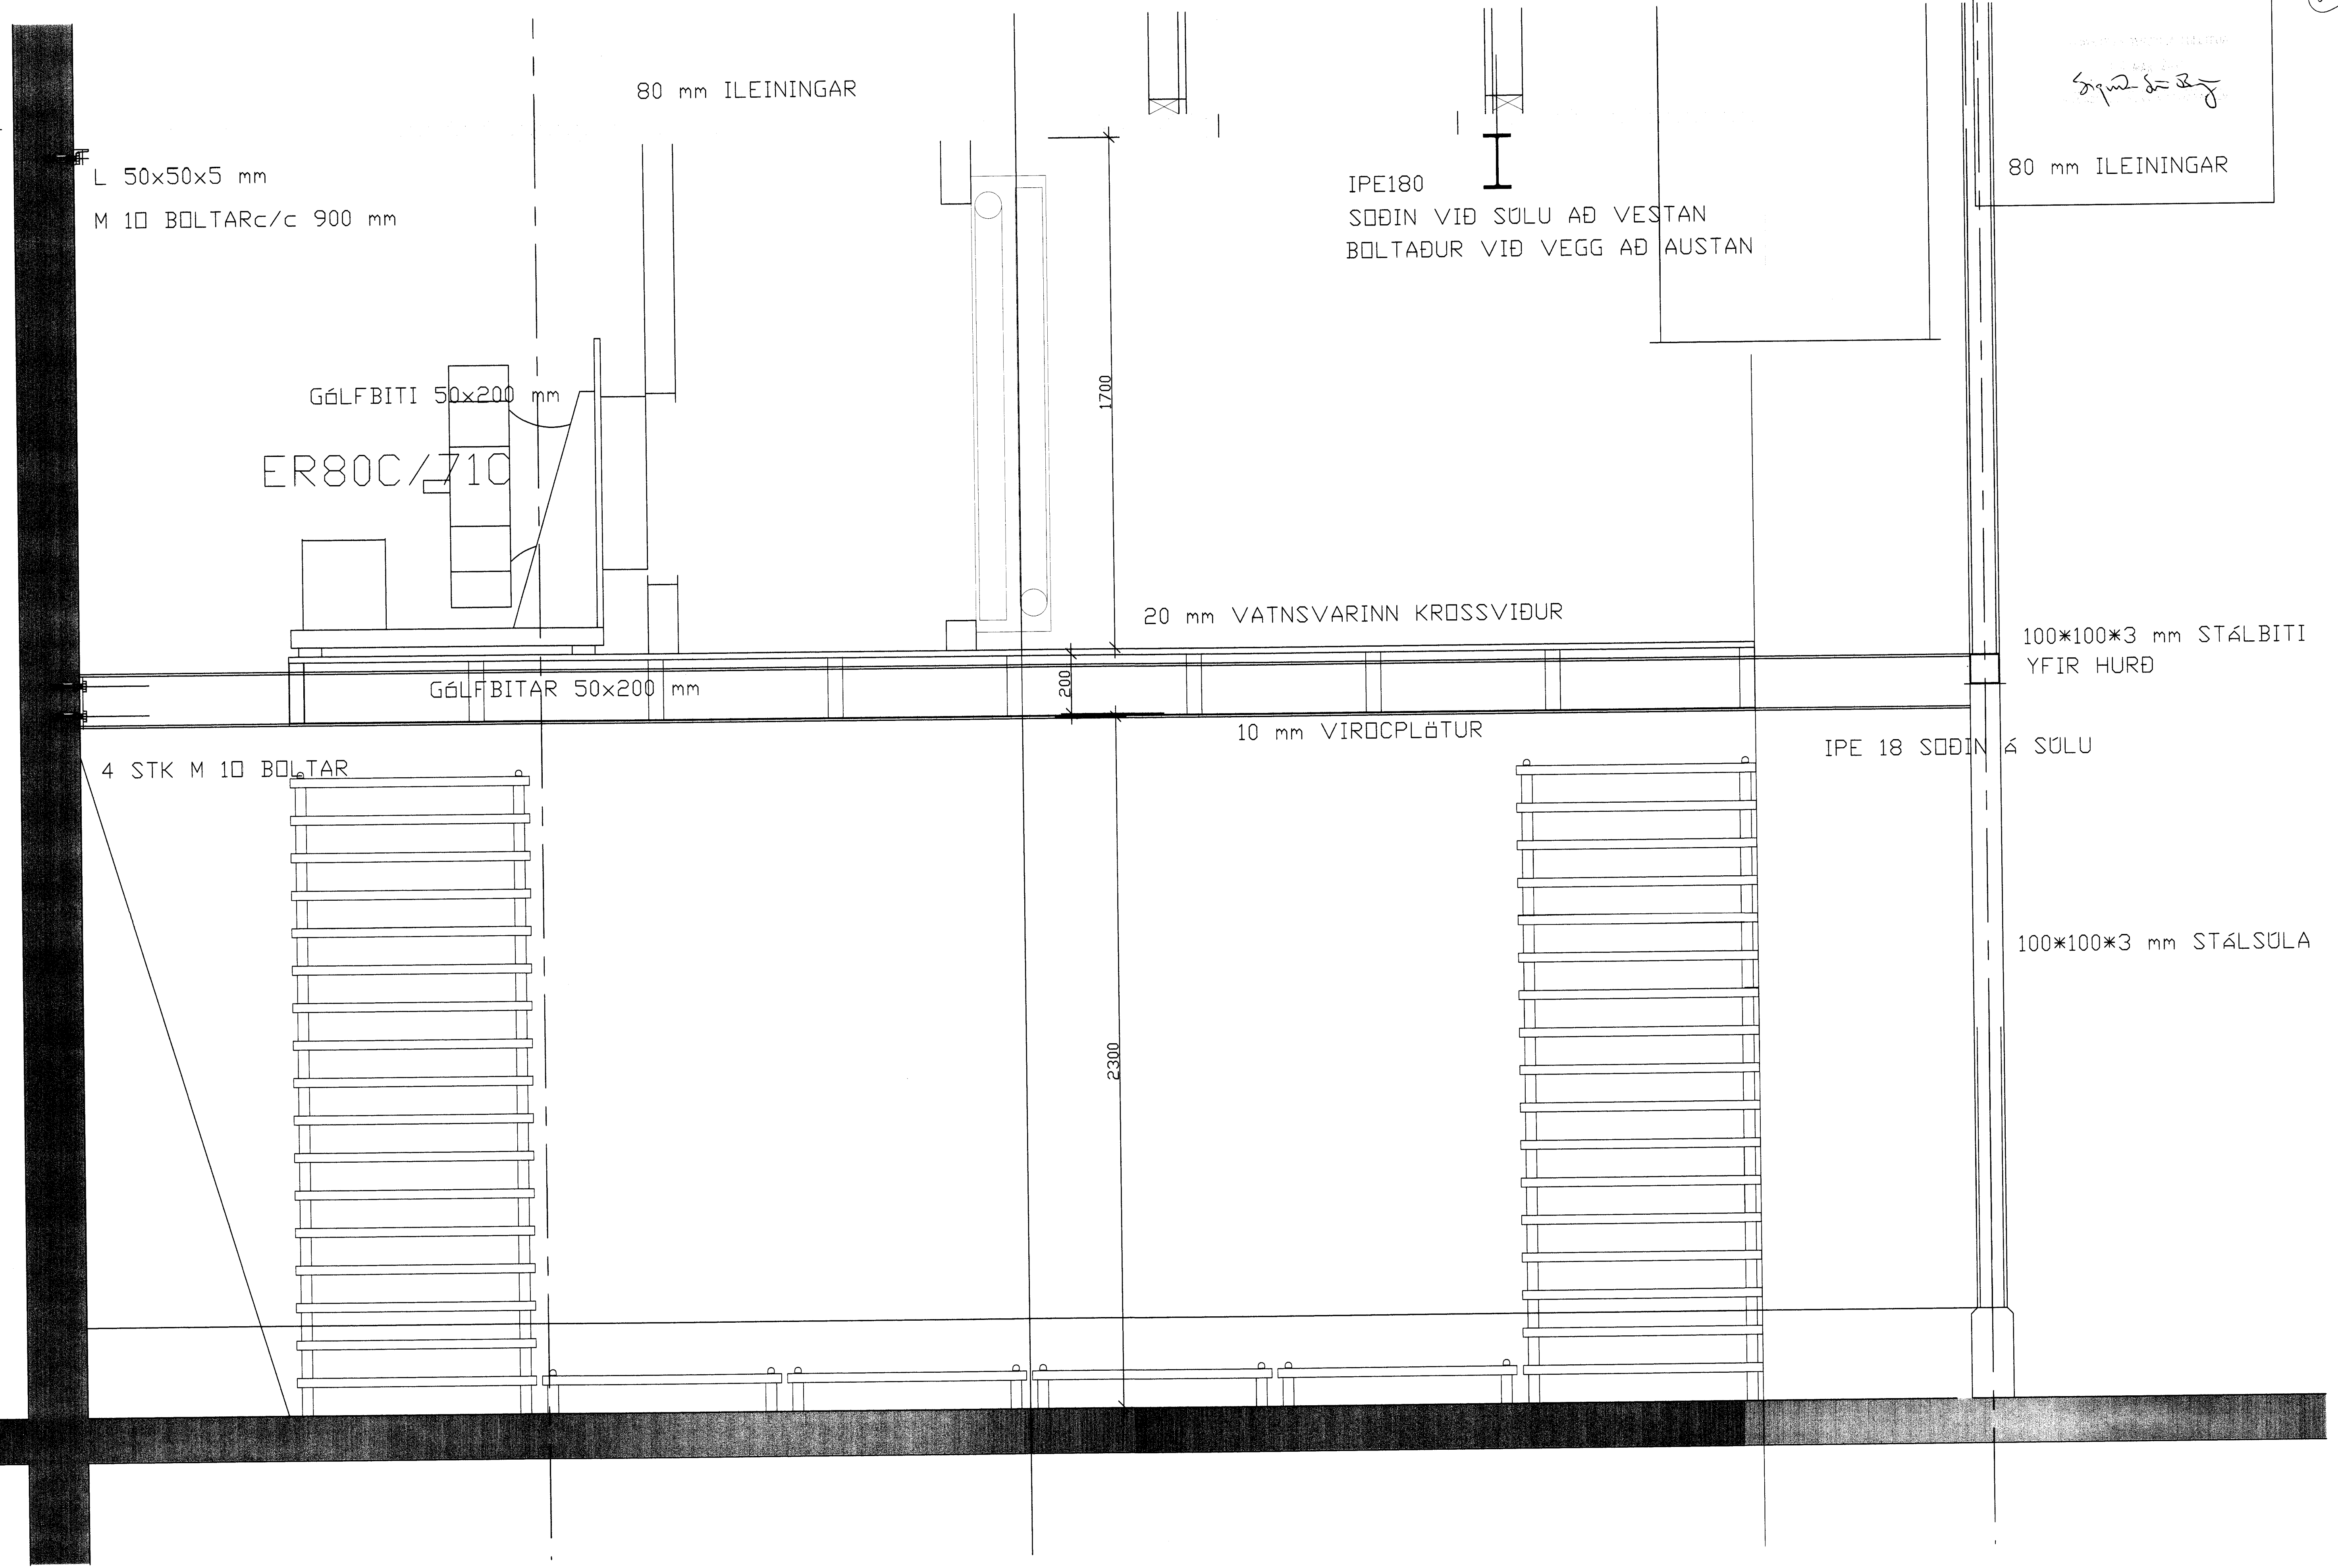 80 mm ILEININGAR
L 50x50x5 mm
M 10 BOLTARc/c 900 mm
IPE180
SOÐIN VIÐ SÚLU AÐ VESTAN
BOLTAÐUR VIÐ VEGG AÐ AUSTAN
80 mm ILEININGAR
1700
GÓLFBITI 50x200 mm
ER80C/71C
20 mm VATNSVARINN KROSSVIÐUR
100*100*3 mm STÁLBITI
YFIR HURÐ
GÓLFBITAR 50x200 mm
200
10 mm VIROCPLÖTUR
IPE 18 SOÐIN Á SÚLU
4 STK M 10 BOLTAR
100*100*3 mm STÁLSÚLA
2300